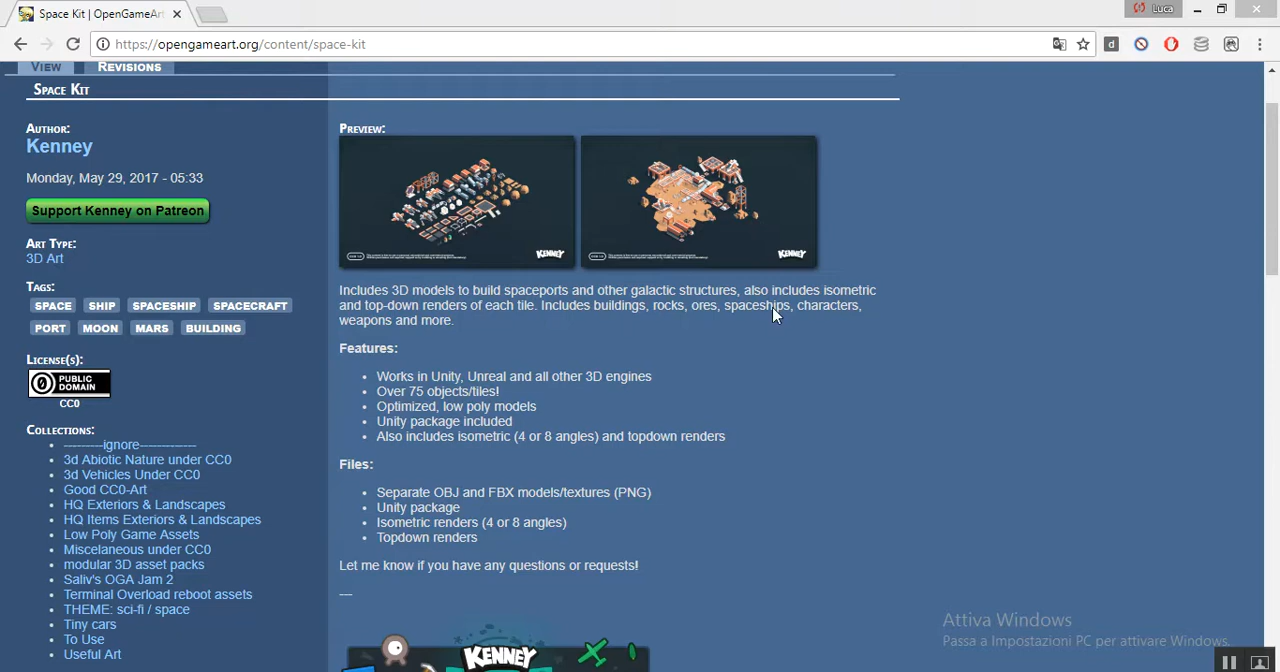 Space Kit | OpenGameArt
Luca
https://opengameart.org/content/space-kit
View
Revisions
Space Kit
Author:
Kenney
Monday, May 29, 2017 - 05:33
Support Kenney on Patreon
Art Type:
3D Art
Tags:
SPACE
SHIP
SPACESHIP
SPACECRAFT
PORT
MOON
MARS
BUILDING
License(s):
PUBLIC
DOMAIN
CC0
Collections:
---------ignore-------------
3d Abiotic Nature under CC0
3d Vehicles Under CC0
Good CC0-Art
HQ Exteriors & Landscapes
HQ Items Exteriors & Landscapes
Low Poly Game Assets
Miscelaneous under CC0
modular 3D asset packs
Saliv's OGA Jam 2
Terminal Overload reboot assets
THEME: sci-fi / space
Tiny cars
To Use
Useful Art
Preview:
KENNEY
KENNEY
Includes 3D models to build spaceports and other galactic structures, also includes isometric
and top-down renders of each tile. Includes buildings, rocks, ores, spaceships, characters,
weapons and more.
Features:
Works in Unity, Unreal and all other 3D engines
Over 75 objects/tiles!
Optimized, low poly models
Unity package included
Also includes isometric (4 or 8 angles) and topdown renders
Files:
Separate OBJ and FBX models/textures (PNG)
Unity package
Isometric renders (4 or 8 angles)
Topdown renders
Let me know if you have any questions or requests!
---
KENNEY
Attiva Windows
Passa a Impostazioni PC per attivare Windows.